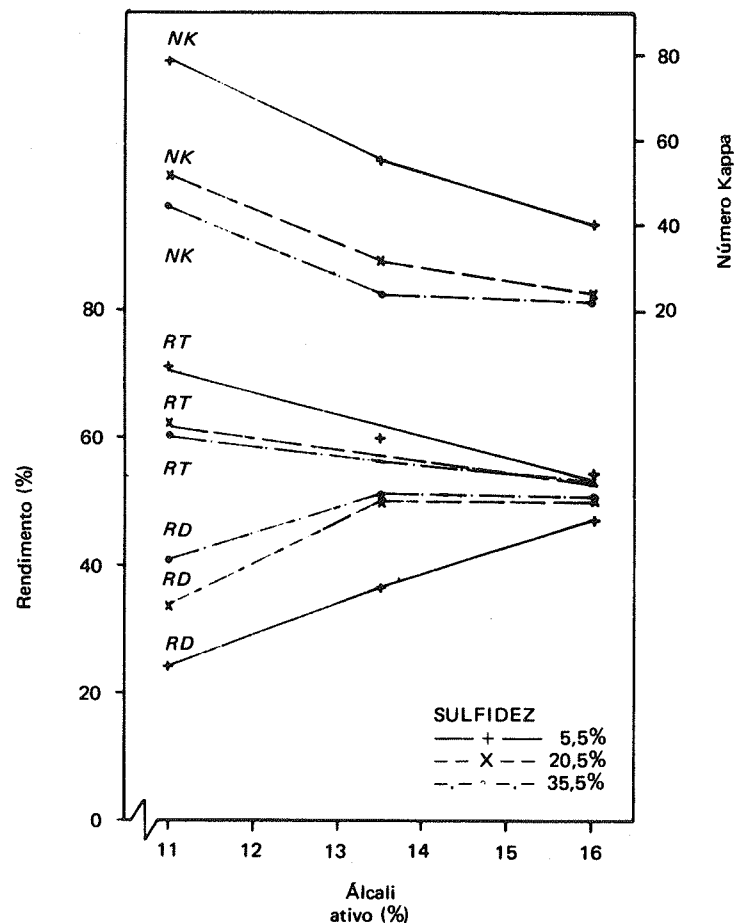 NK
80
60
NK
Número Kappa
40
NK
80
20
RT
RT
60
RT
Rendimento (%)
RD
40
RD
RD
20
SULFIDEZ
— + — 5,5%
– – X – – 20,5%
–.– ° –.– 35,5%
0
11 12 13 14 15 16
Álcali
ativo (%)